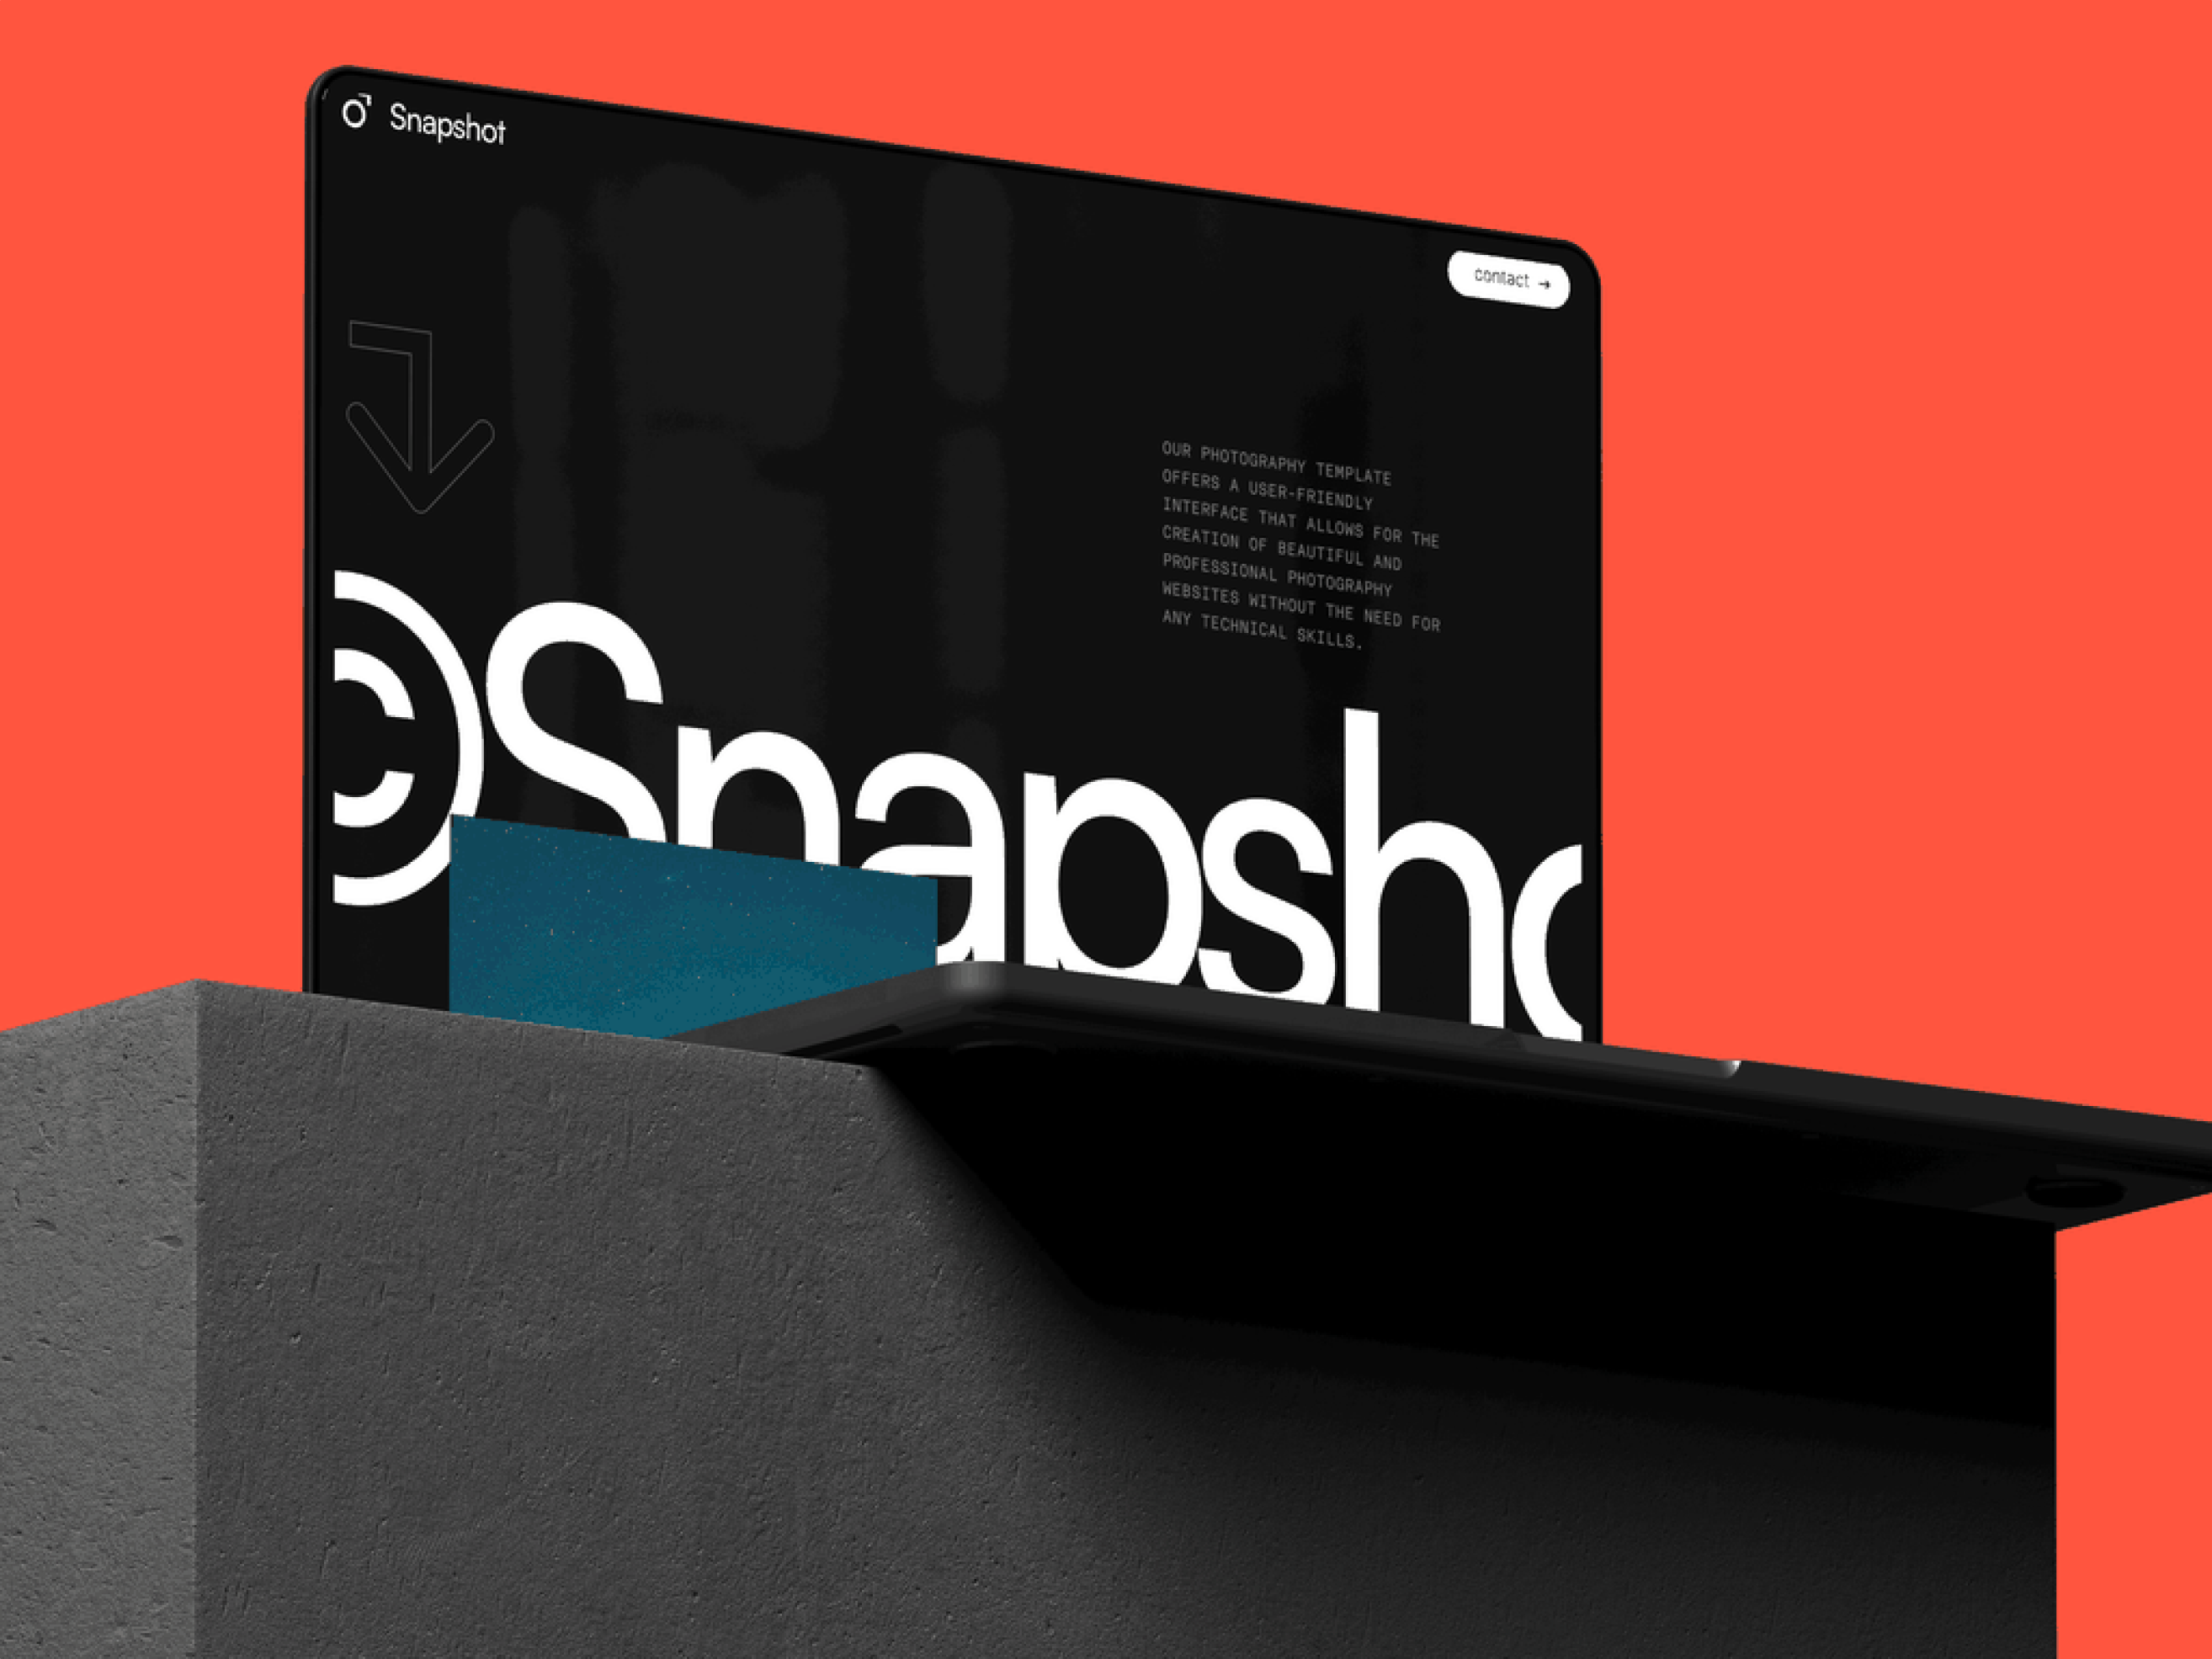 Snapshot
contact →
OUR PHOTOGRAPHY TEMPLATE
OFFERS A USER-FRIENDLY
INTERFACE THAT ALLOWS FOR THE
CREATION OF BEAUTIFUL AND
PROFESSIONAL PHOTOGRAPHY
WEBSITES WITHOUT THE NEED FOR
ANY TECHNICAL SKILLS.
©Snapsho